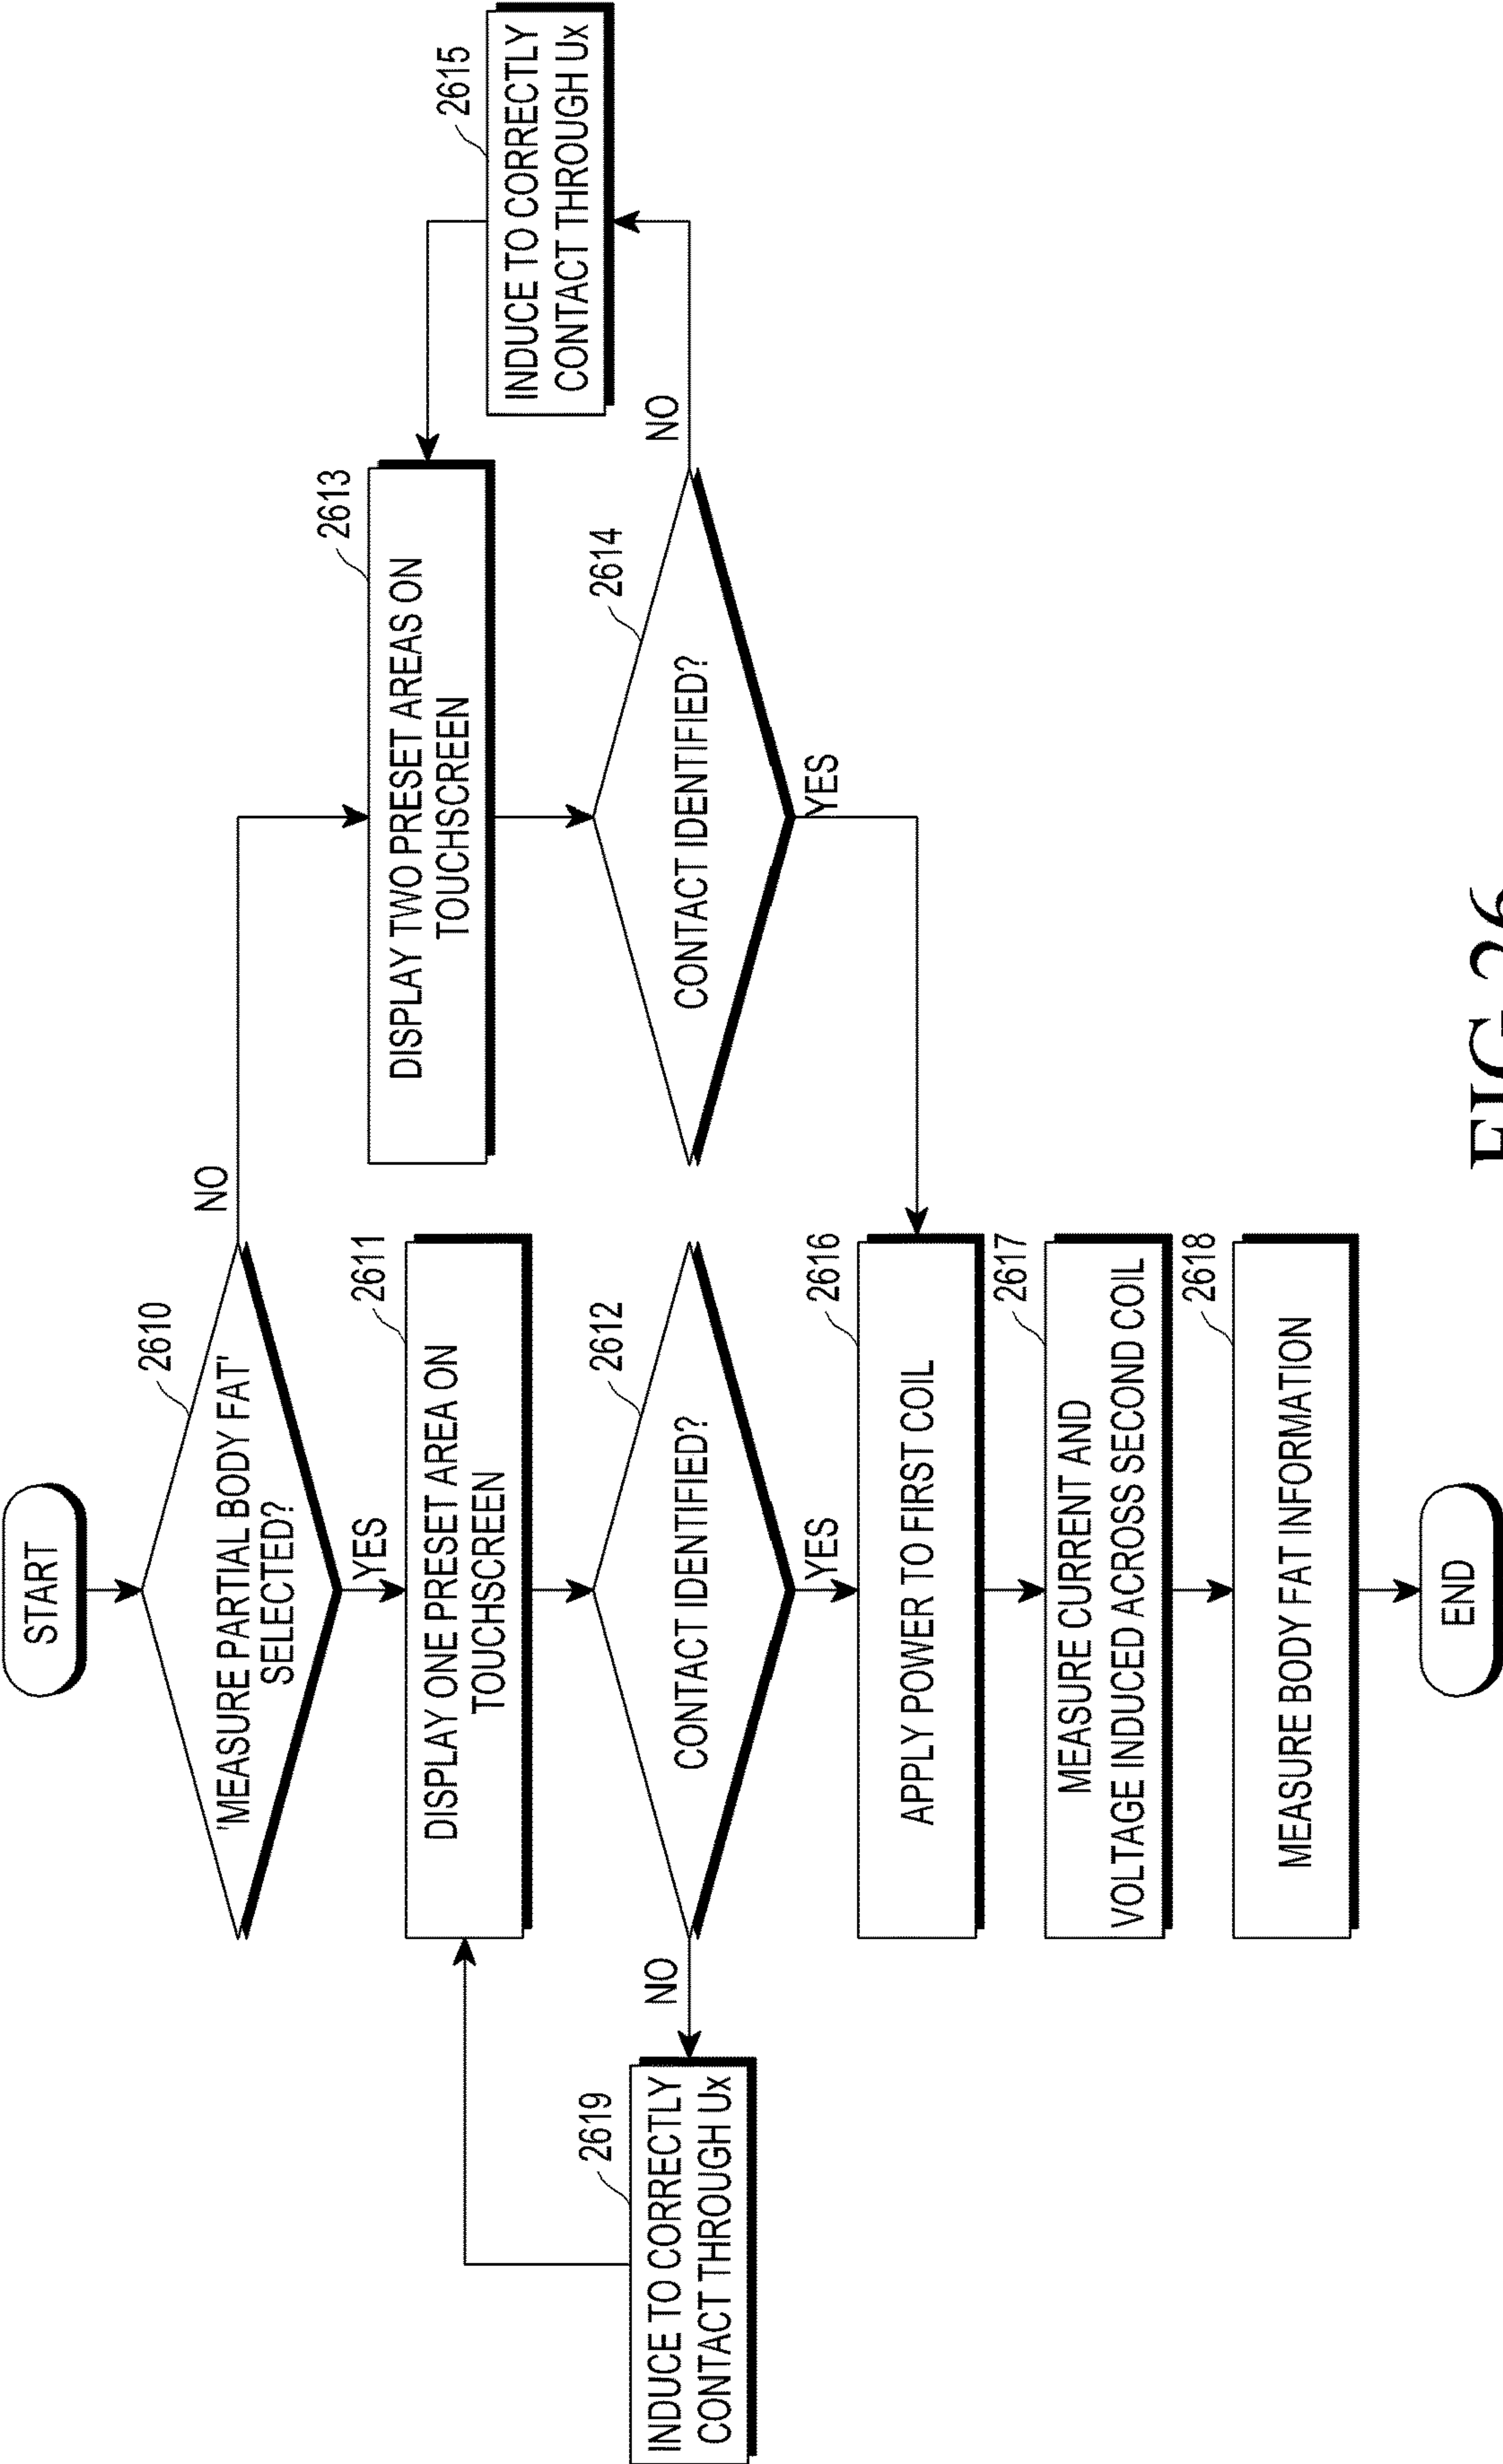 START
2610
'MEASURE PARTIAL BODY FAT'
SELECTED?
NO
YES
2611
DISPLAY ONE PRESET AREA ON
TOUCHSCREEN
2613
DISPLAY TWO PRESET AREAS ON
TOUCHSCREEN
2619
INDUCE TO CORRECTLY
CONTACT THROUGH Ux
NO
2612
CONTACT IDENTIFIED?
YES
2614
CONTACT IDENTIFIED?
NO
YES
2615
INDUCE TO CORRECTLY
CONTACT THROUGH Ux
2616
APPLY POWER TO FIRST COIL
2617
MEASURE CURRENT AND
VOLTAGE INDUCED ACROSS SECOND COIL
2618
MEASURE BODY FAT INFORMATION
END
FIG.26